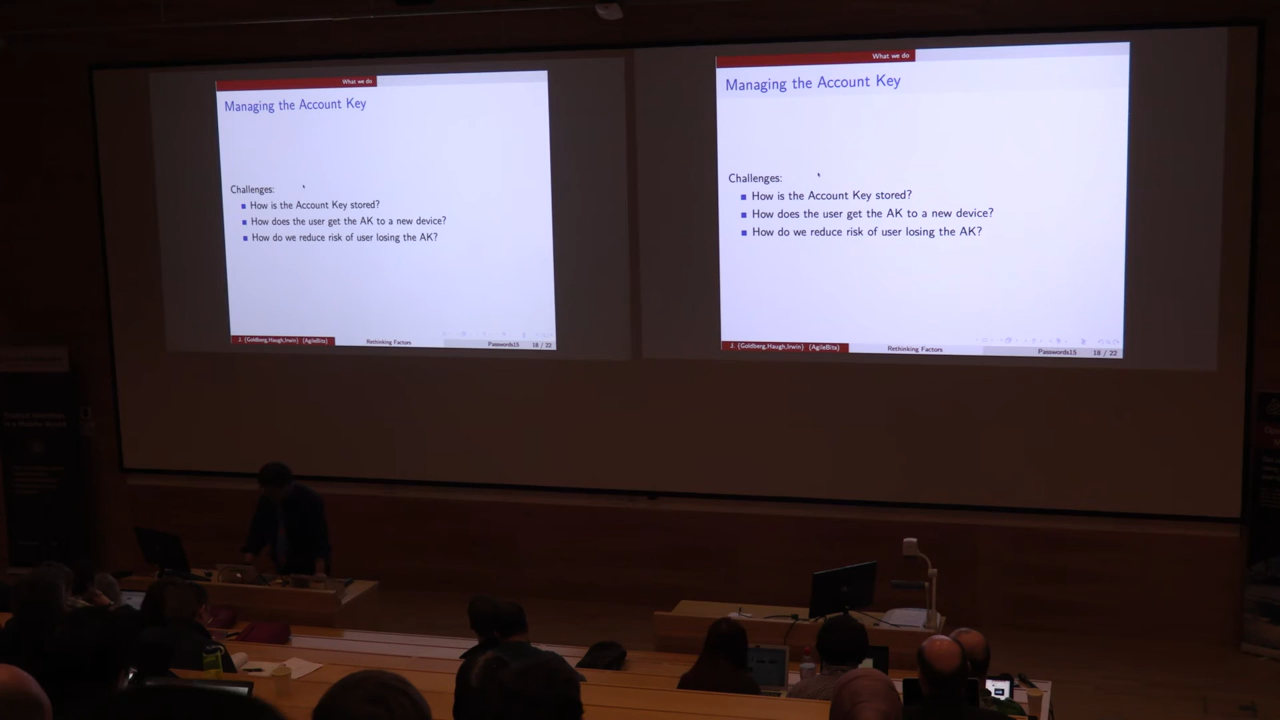 What we do
Managing the Account Key
Challenges:
How is the Account Key stored?
How does the user get the AK to a new device?
How do we reduce risk of user losing the AK?
J. {Goldberg,Haugh,Irwin} (AgileBits)
Rethinking Factors
Passwords15
18 / 22
What we do
Managing the Account Key
Challenges:
How is the Account Key stored?
How does the user get the AK to a new device?
How do we reduce risk of user losing the AK?
J. {Goldberg,Haugh,Irwin} (AgileBits)
Rethinking Factors
Passwords15
18 / 22